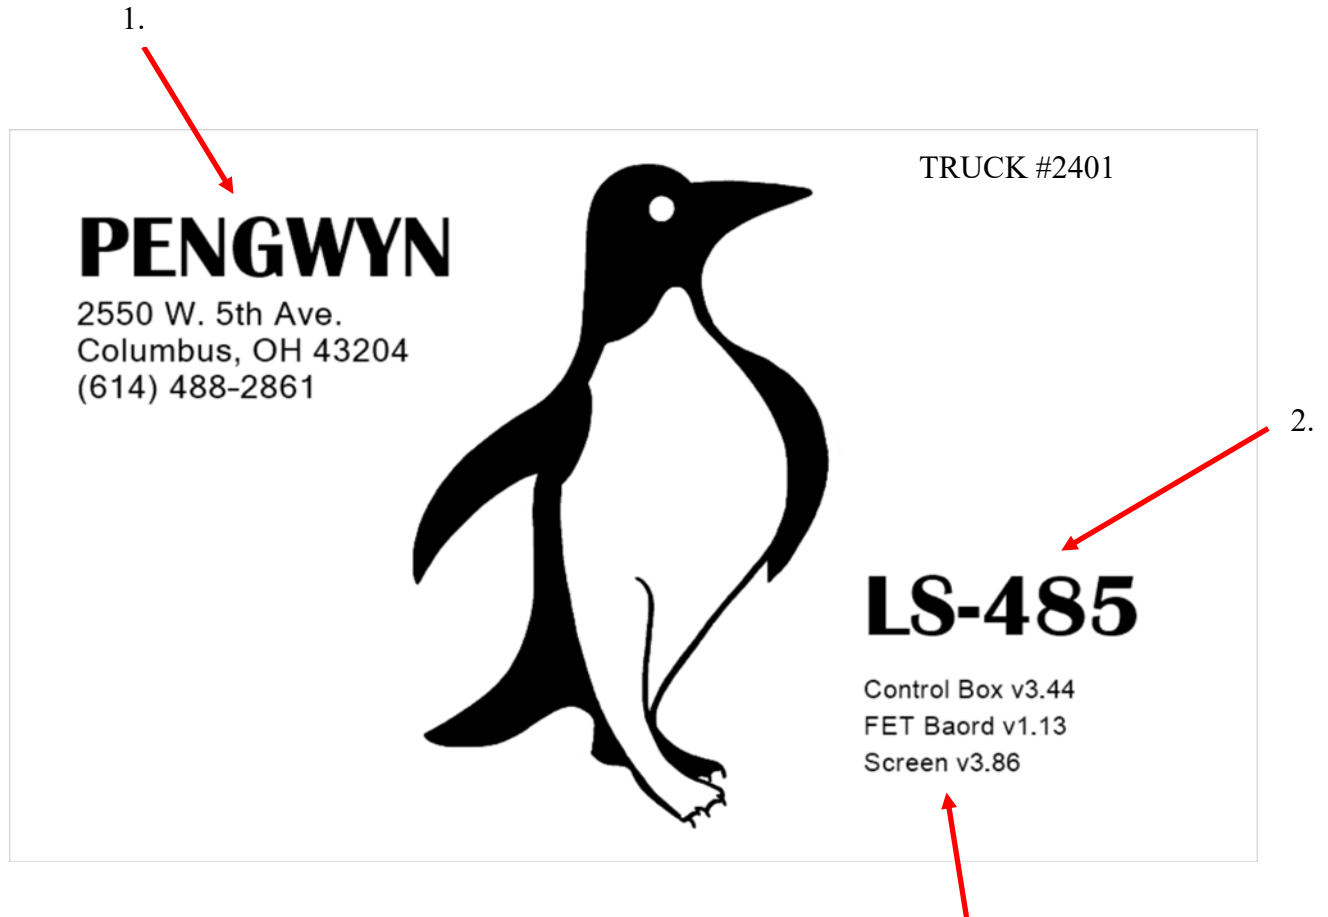 1.
TRUCK #2401
PENGWYN
2550 W. 5th Ave.
Columbus, OH 43204
(614) 488-2861
2.
LS-485
Control Box v3.44
FET Baord v1.13
Screen v3.86